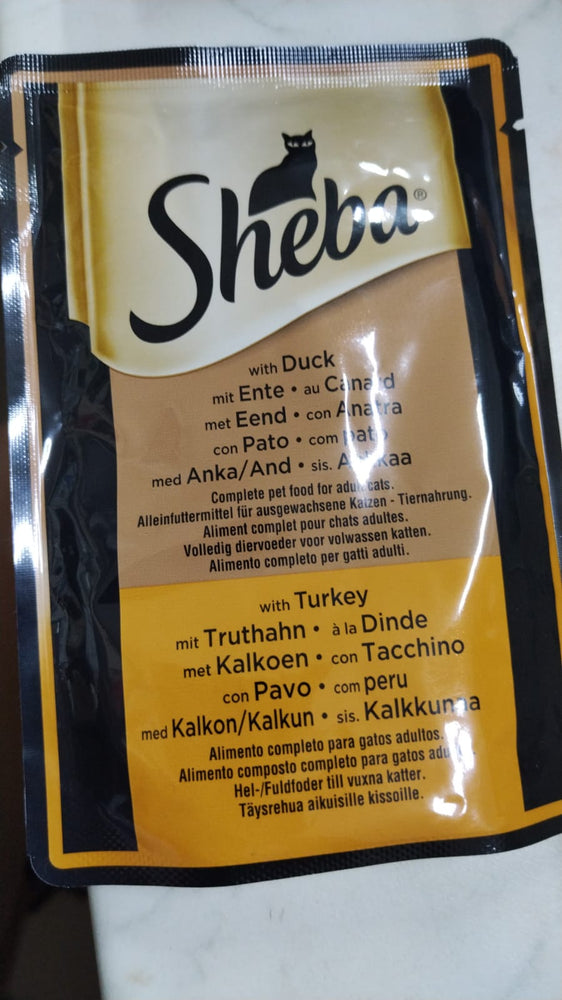 Sheba®
with Duck
mit Ente • au Canard
met Eend • con Anatra
con Pato • com pato
med Anka/And • sis.
Complete pet food for adult cats.
Alleinfuttermittel für ausgewachsene Katzen - Tiernahrung.
Aliment complet pour chats adultes.
Volledig diervoeder voor volwassen katten.
Alimento completo per gatti adulti.
with Turkey
mit Truthahn • à la Dinde
met Kalkoen • con Tacchino
con Pavo • com peru
med Kalkon/Kalkun • sis. Kalkkunaa
Alimento completo para gatos adultos.
Alimento composto completo para gatos
Hel-/Fuldfoder till vuxna katter.
Täysrehua aikuisille kissoille.